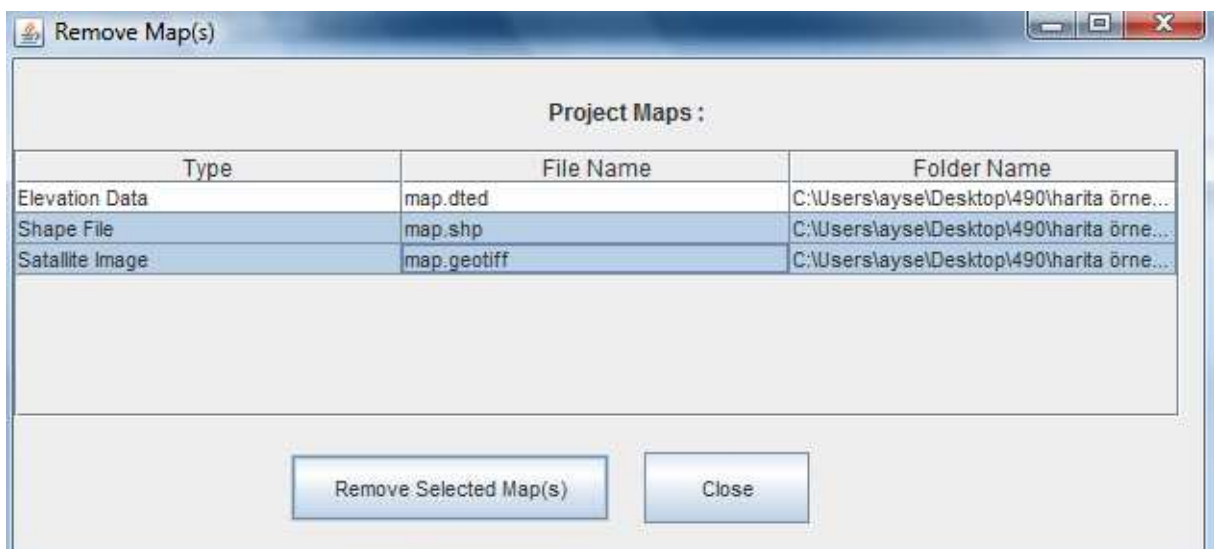 Remove Map(s)
Project Maps :
Type File Name Folder Name
Elevation Data map.dted C:\Users\ayse\Desktop\490\harita örne...
Shape File map.shp C:\Users\ayse\Desktop\490\harita örne...
Satallite Image map.geotiff C:\Users\ayse\Desktop\490\harita örne...
Remove Selected Map(s) Close